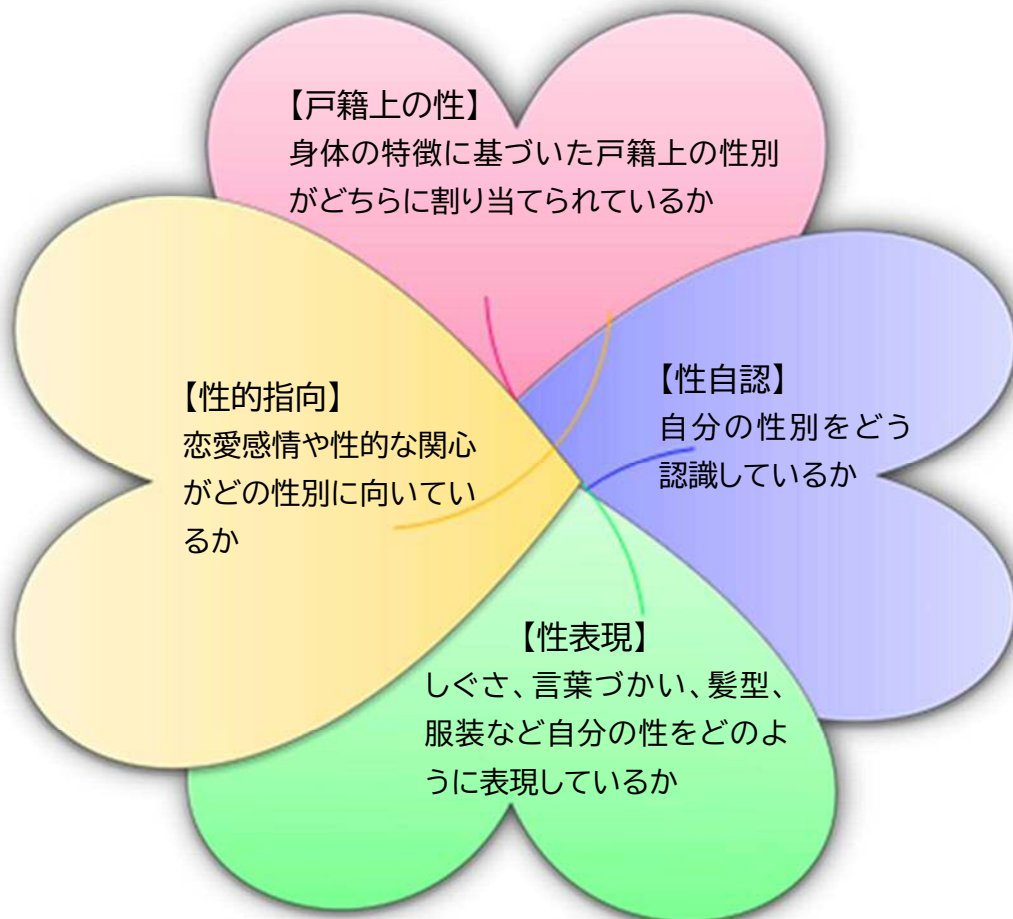 【戸籍上の性】
身体の特徴に基づいた戸籍上の性別
がどちらに割り当てられているか
【性的指向】
恋愛感情や性的な関心
がどの性別に向いてい
るか
【性自認】
自分の性別をどう
認識しているか
【性表現】
しぐさ、言葉づかい、髪型、
服装など自分の性をどのよ
うに表現しているか